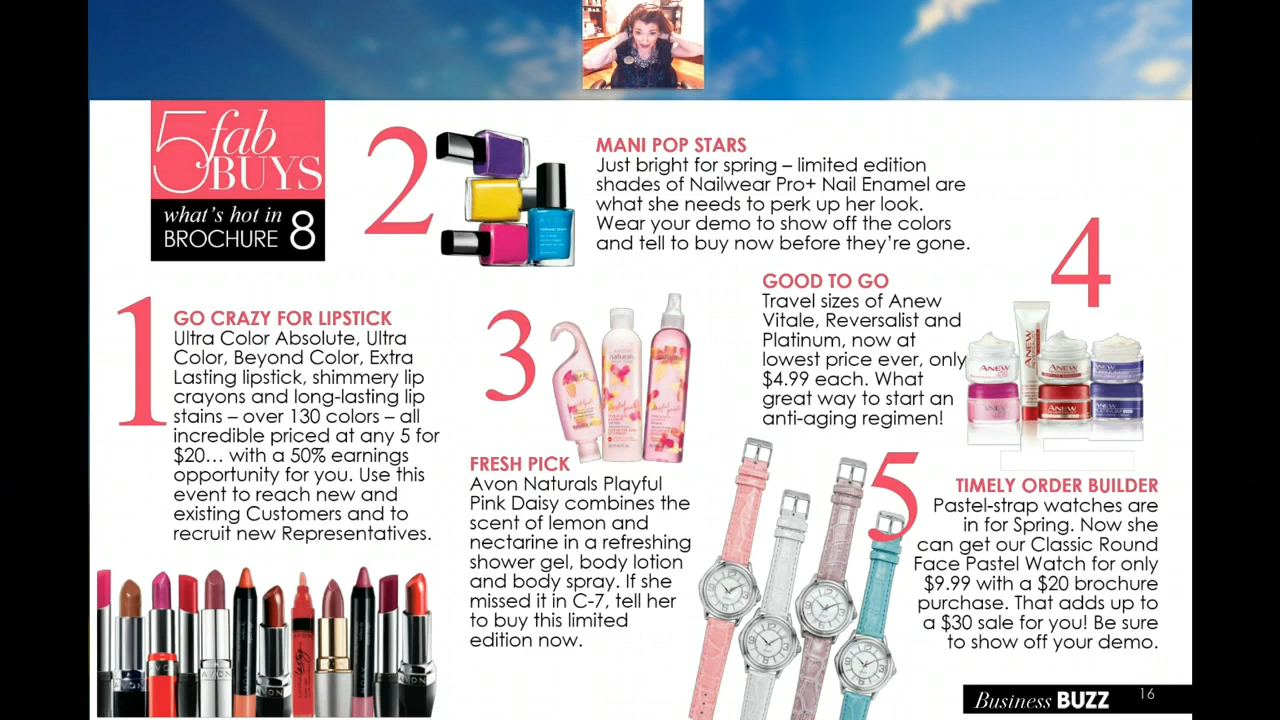 5 fab
BUYS
what's hot in
BROCHURE 8
1
GO CRAZY FOR LIPSTICK
Ultra Color Absolute, Ultra
Color, Beyond Color, Extra
Lasting lipstick, shimmery lip
crayons and long-lasting lip
stains – over 130 colors – all
incredible priced at any 5 for
$20… with a 50% earnings
opportunity for you. Use this
event to reach new and
existing Customers and to
recruit new Representatives.
2
MANI POP STARS
Just bright for spring – limited edition
shades of Nailwear Pro+ Nail Enamel are
what she needs to perk up her look.
Wear your demo to show off the colors
and tell to buy now before they're gone.
3
FRESH PICK
Avon Naturals Playful
Pink Daisy combines the
scent of lemon and
nectarine in a refreshing
shower gel, body lotion
and body spray. If she
missed it in C-7, tell her
to buy this limited
edition now.
4
GOOD TO GO
Travel sizes of Anew
Vitale, Reversalist and
Platinum, now at
lowest price ever, only
$4.99 each. What
great way to start an
anti-aging regimen!
ANEW
ANEW
ANEW
ANEW
5
TIMELY ORDER BUILDER
Pastel-strap watches are
in for Spring. Now she
can get our Classic Round
Face Pastel Watch for only
$9.99 with a $20 brochure
purchase. That adds up to
a $30 sale for you! Be sure
to show off your demo.
Business BUZZ 16